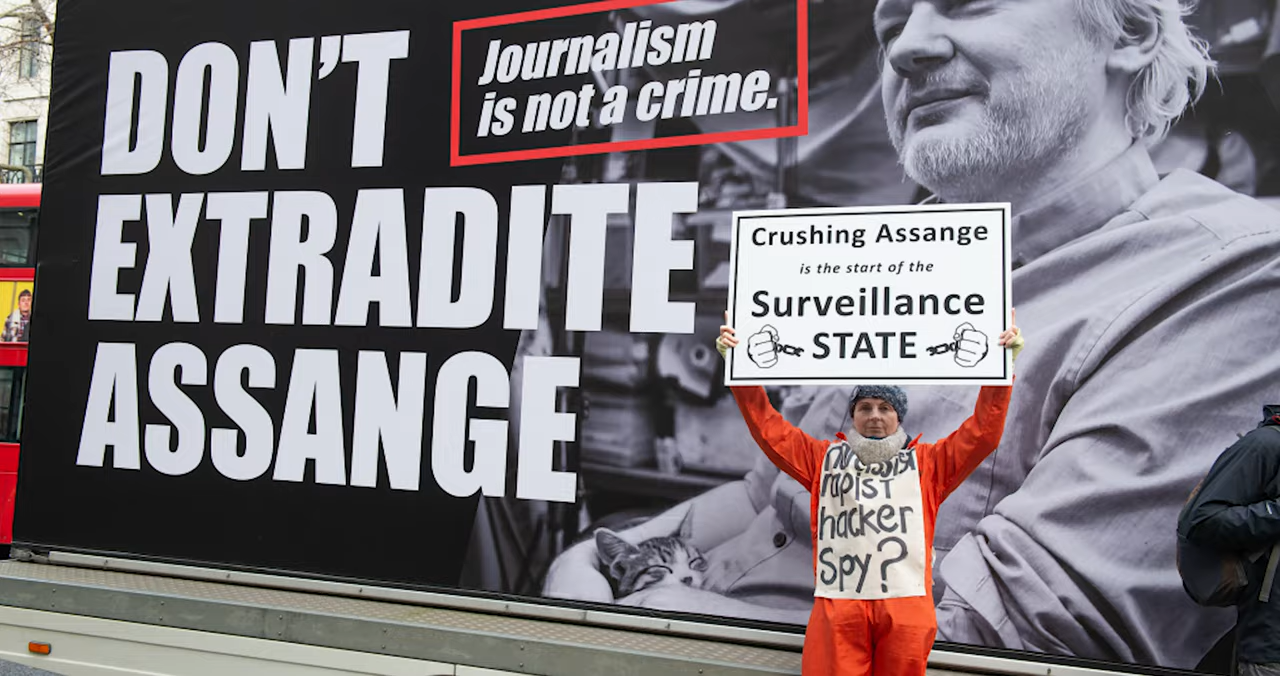 DON'T
EXTRADITE
ASSANGE
Journalism
is not a crime.
Crushing Assange
is the start of the
Surveillance
STATE
rapist
hacker
Spy?